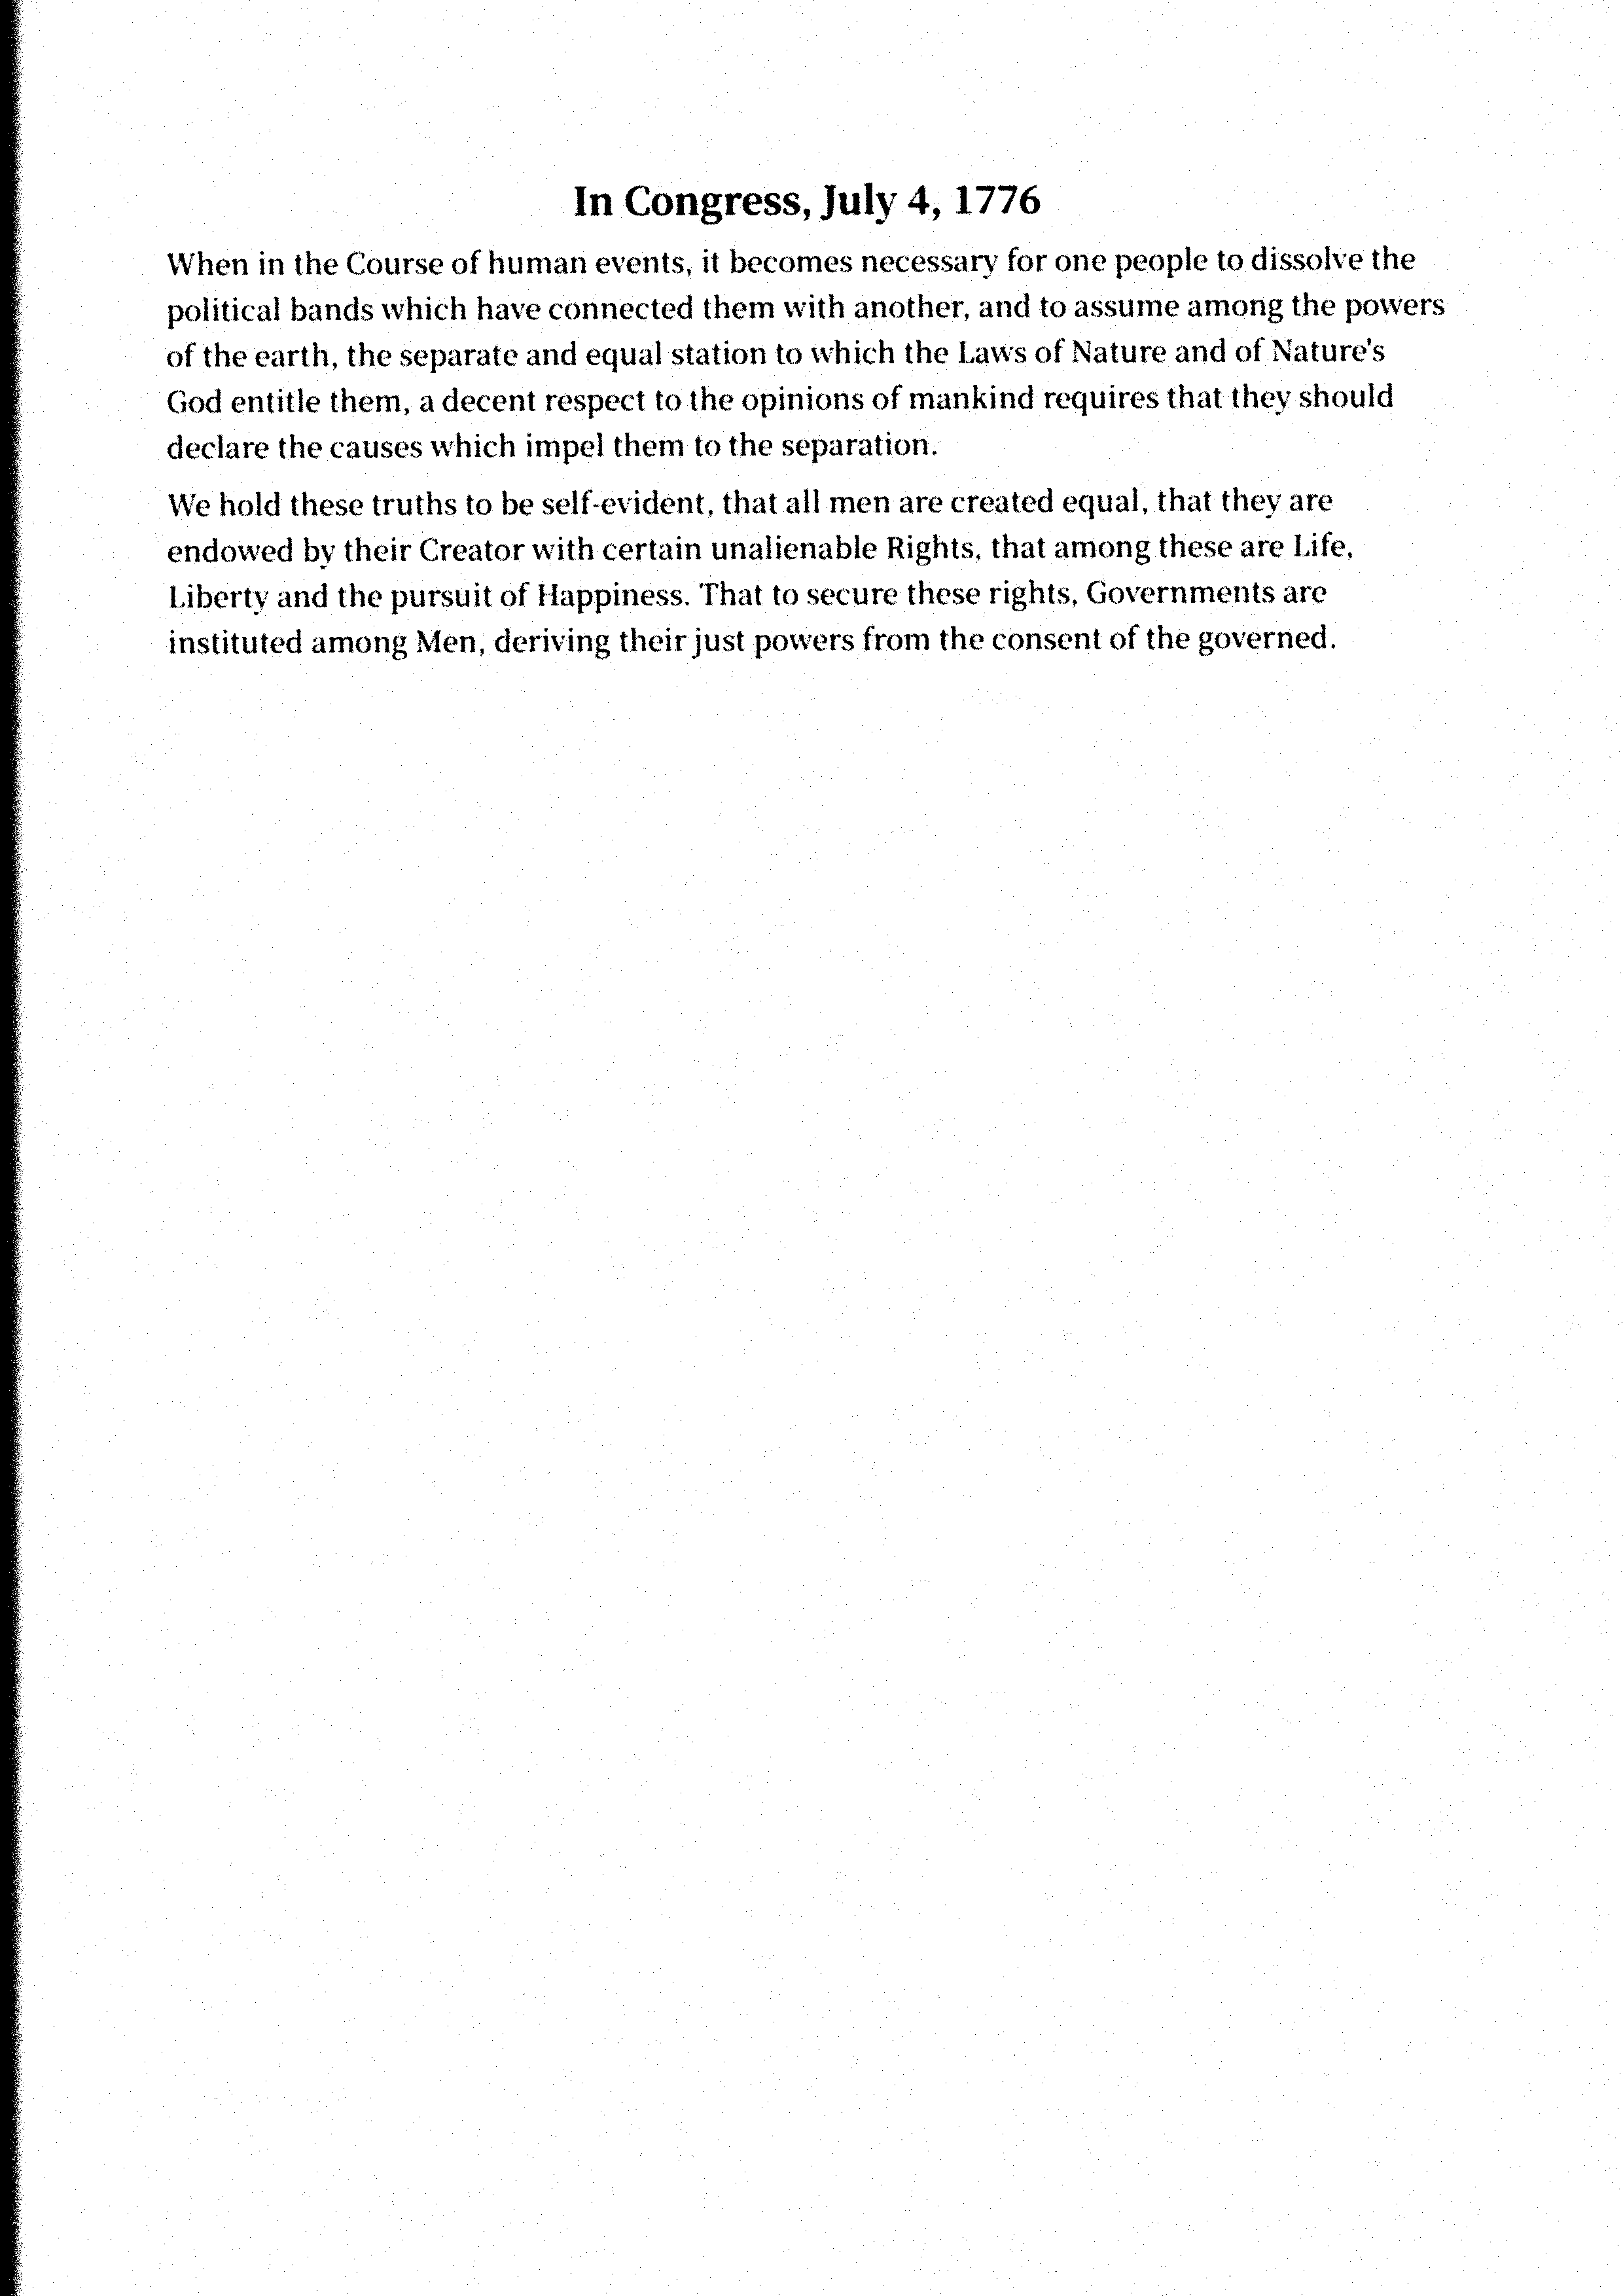 In Congress, July 4, 1776
When in the Course of human events, it becomes necessary for one people to dissolve the
political bands which have connected them with another, and to assume among the powers
of the earth, the separate and equal station to which the Laws of Nature and of Nature's
God entitle them, a decent respect to the opinions of mankind requires that they should
declare the causes which impel them to the separation.
We hold these truths to be self-evident, that all men are created equal, that they are
endowed by their Creator with certain unalienable Rights, that among these are Life,
Liberty and the pursuit of Happiness. That to secure these rights, Governments are
instituted among Men, deriving their just powers from the consent of the governed.